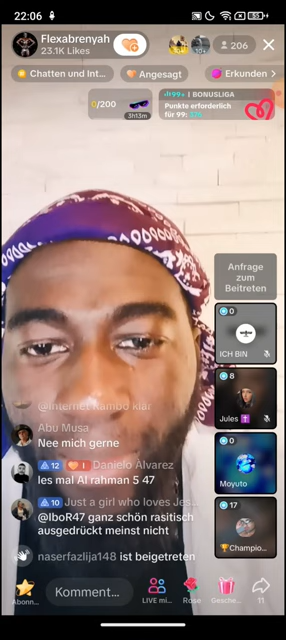 22:06
Flexabrenyah
23.1K Likes
206
Chatten und Int...
Angesagt
Erkunden
0/200
3h13m
BONUSLIGA
Punkte erforderlich
für 99:
Anfrage
zum
Beitreten
0
ICH BIN
8
Jules
0
Moyuto
17
Champio...
@Internet Rambo klar
Abu Musa
Nee mich gerne
12 I Danielo Alvarez
les mal Al rahman 5 47
10 Just a girl who loves Jes...
@IboR47 ganz schön rasitisch
ausgedrückt meinst nicht
naserfazlija148 ist beigetreten
Abonn...
Komment...
LIVE mi...
Rose
Gesche...
11